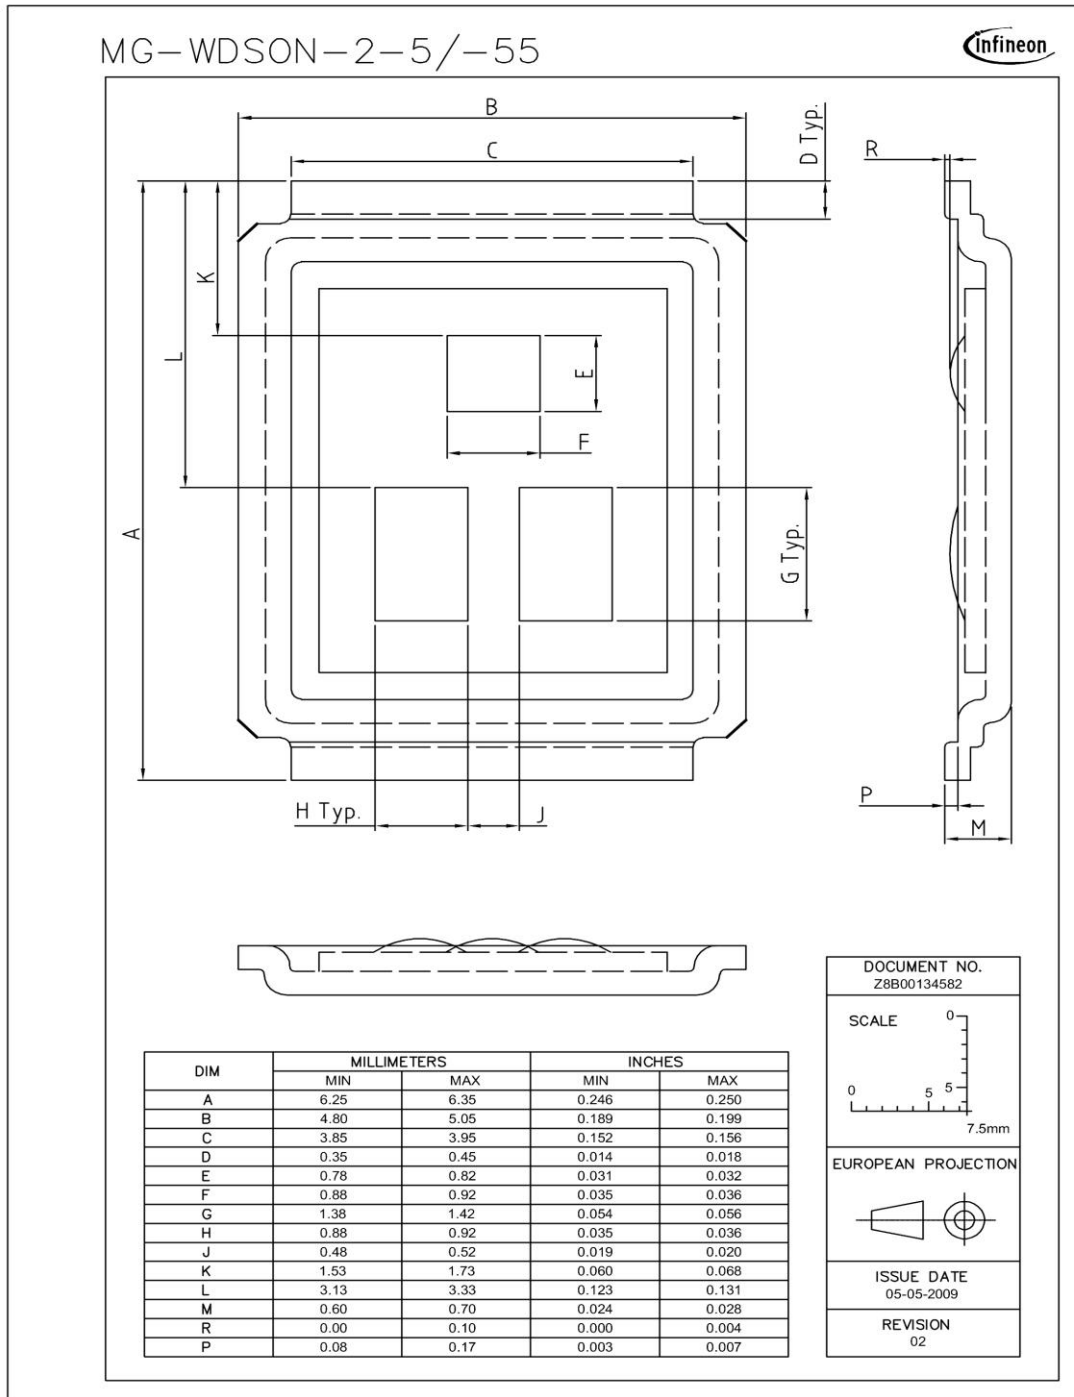 MG-WDSON-2-5/-55
infineon
B
C
D Typ.
R
K
L
A
E
F
G Typ.
H Typ.
J
P
M
DIM MILLIMETERS INCHES
MIN MAX MIN MAX
A 6.25 6.35 0.246 0.250
B 4.80 5.05 0.189 0.199
C 3.85 3.95 0.152 0.156
D 0.35 0.45 0.014 0.018
E 0.78 0.82 0.031 0.032
F 0.88 0.92 0.035 0.036
G 1.38 1.42 0.054 0.056
H 0.88 0.92 0.035 0.036
J 0.48 0.52 0.019 0.020
K 1.53 1.73 0.060 0.068
L 3.13 3.33 0.123 0.131
M 0.60 0.70 0.024 0.028
R 0.00 0.10 0.000 0.004
P 0.08 0.17 0.003 0.007
DOCUMENT NO.
Z8B00134582
SCALE 0
0 5 5
7.5mm
EUROPEAN PROJECTION
ISSUE DATE
05-05-2009
REVISION
02